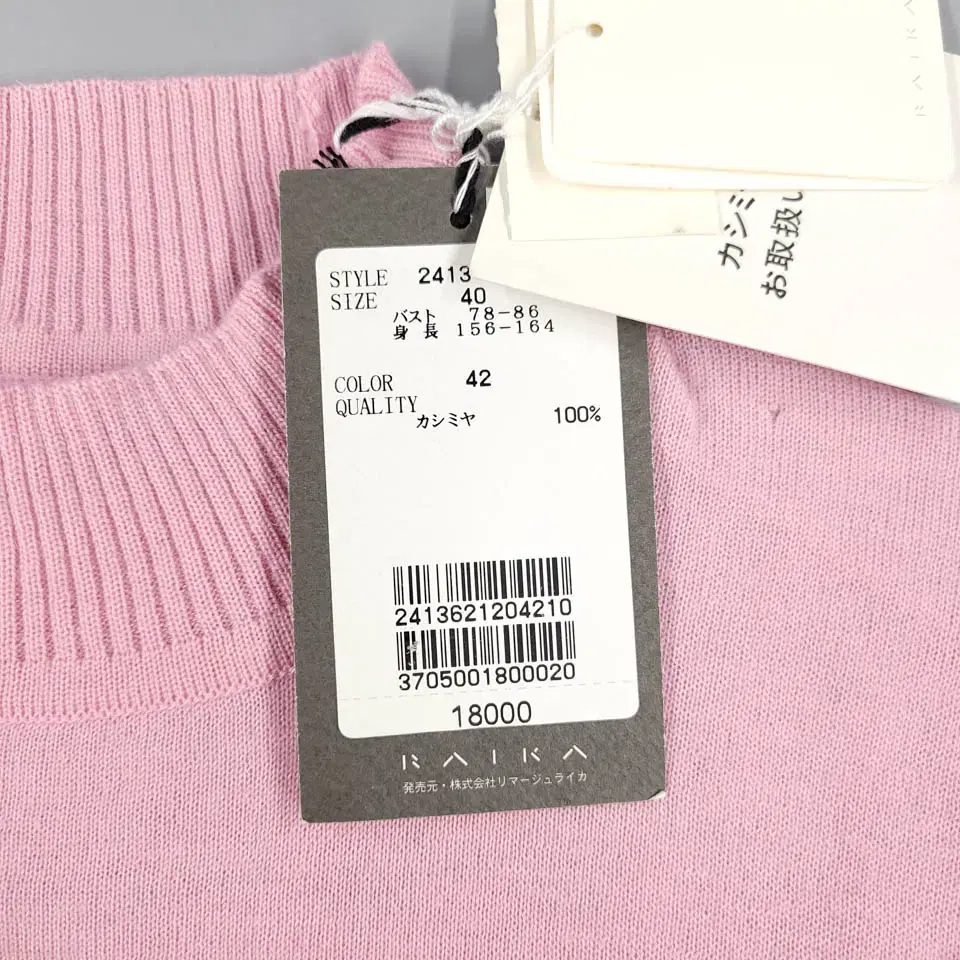 STYLE 2413
SIZE 40
バスト 78-86
身長 156-164
COLOR 42
QUALITY
カシミヤ 100%
2413621204210
3705001800020
18000
RAIKA
発売元・株式会社リマージュライカ
RAIKA
カシミ
お取扱い